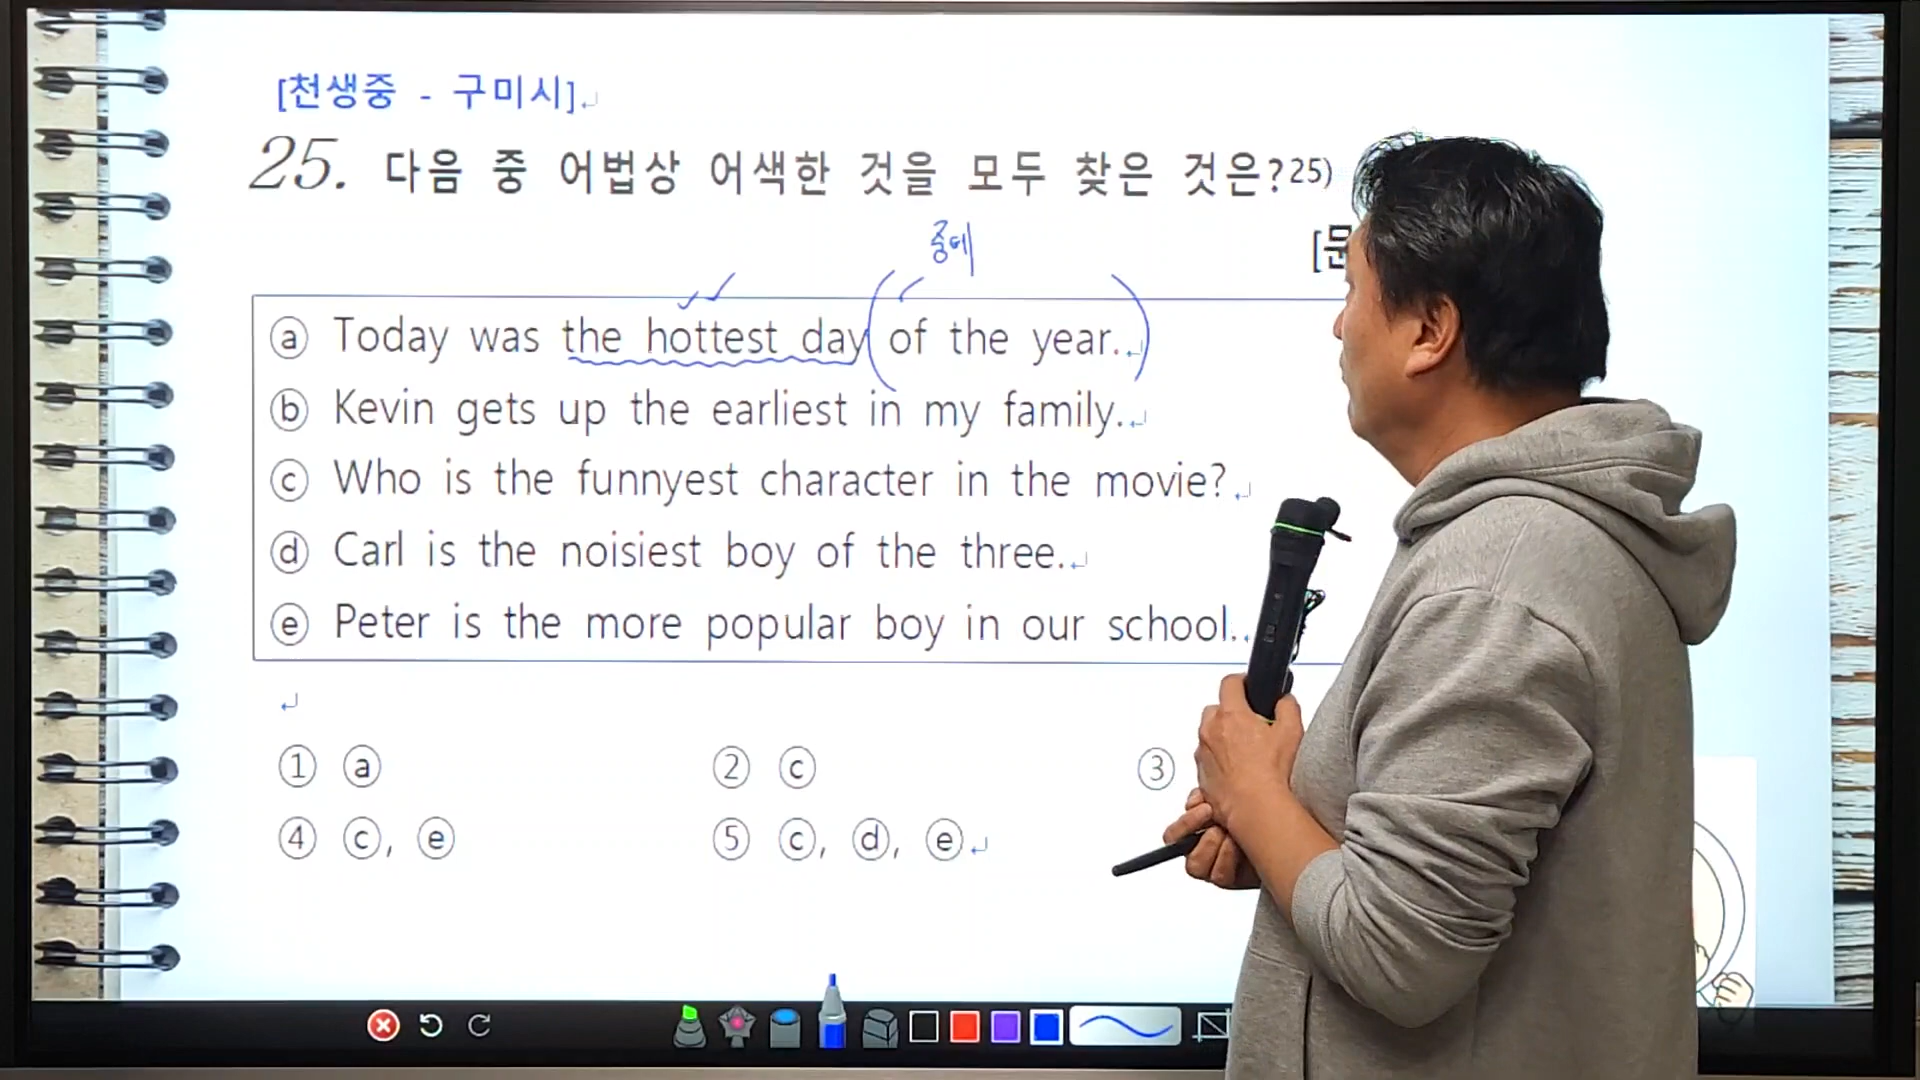 [천생중 - 구미시]
25. 다음 중 어법상 어색한 것을 모두 찾은 것은?25)
[문
중에
ⓐ Today was the hottest day of the year.
ⓑ Kevin gets up the earliest in my family.
ⓒ Who is the funnyest character in the movie?
ⓓ Carl is the noisiest boy of the three.
ⓔ Peter is the more popular boy in our school.
① ⓐ ② ⓒ ③
④ ⓒ, ⓔ ⑤ ⓒ, ⓓ, ⓔ